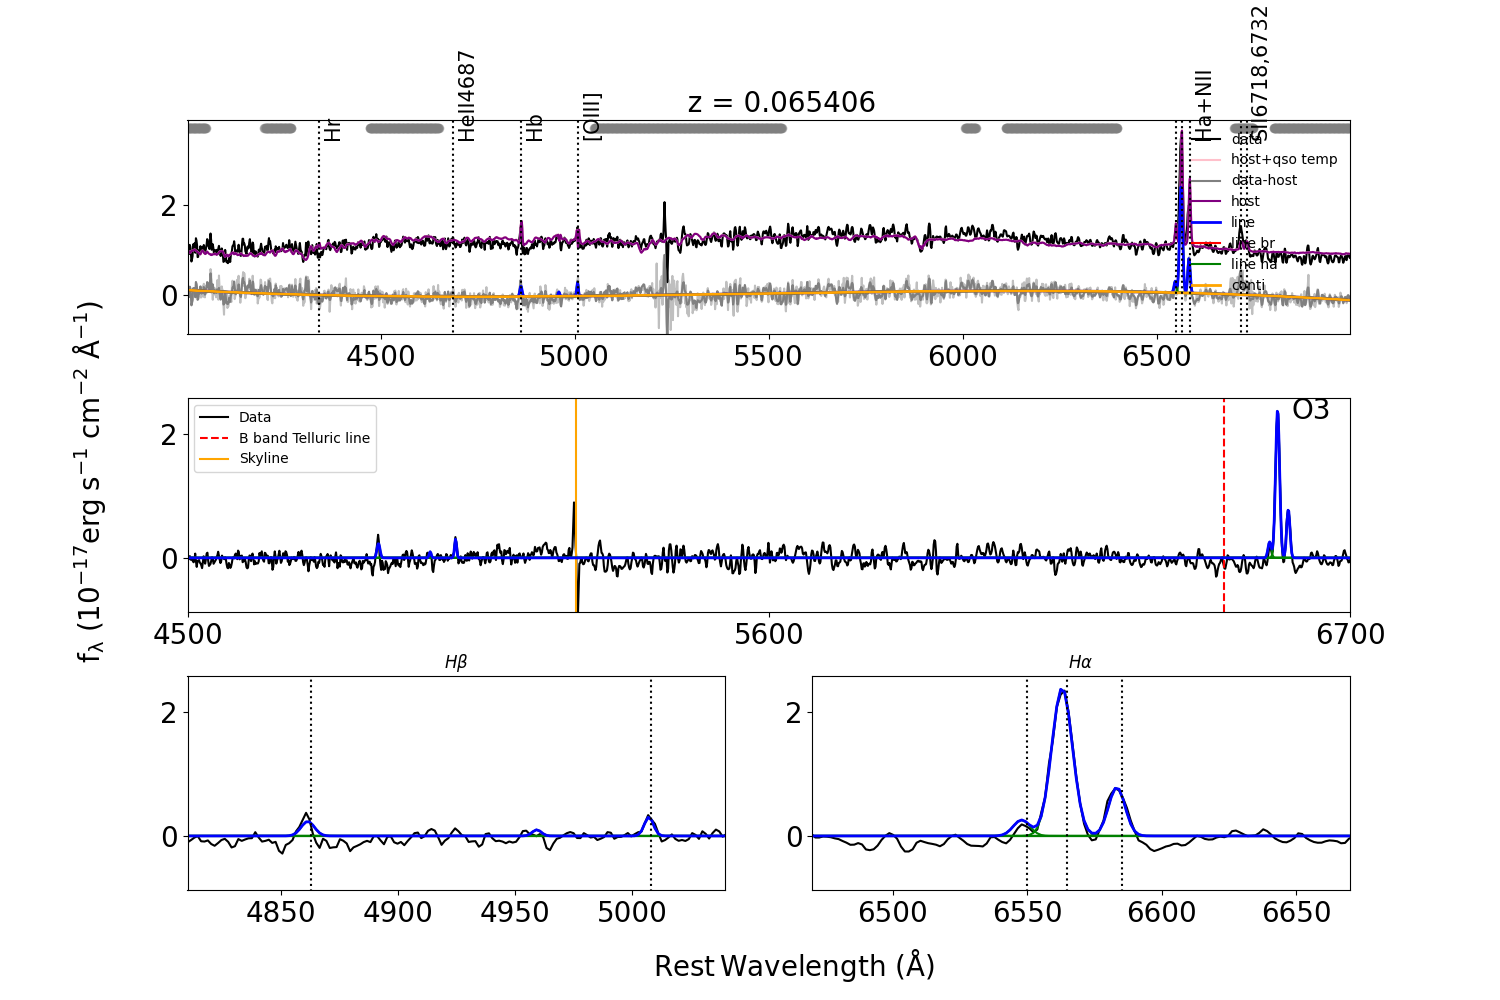 z = 0.065406
Hr
HeII4687
Hb
[OIII]
Ha+NII
SII6718,6732
data
host+qso temp
data-host
host
line
line br
line na
conti
2
0
4500
5000
5500
6000
6500
f_λ (10^−17 erg s^−1 cm^−2 Å^−1)
Data
B band Telluric line
Skyline
O3
2
0
4500
5600
6700
Hβ
2
0
4850
4900
4950
5000
Hα
2
0
6500
6550
6600
6650
Rest Wavelength (Å)